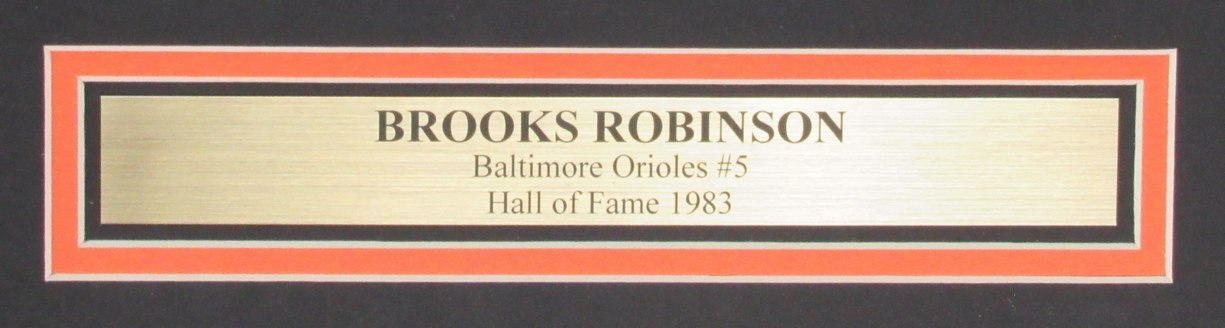 BROOKS ROBINSON
Baltimore Orioles #5
Hall of Fame 1983